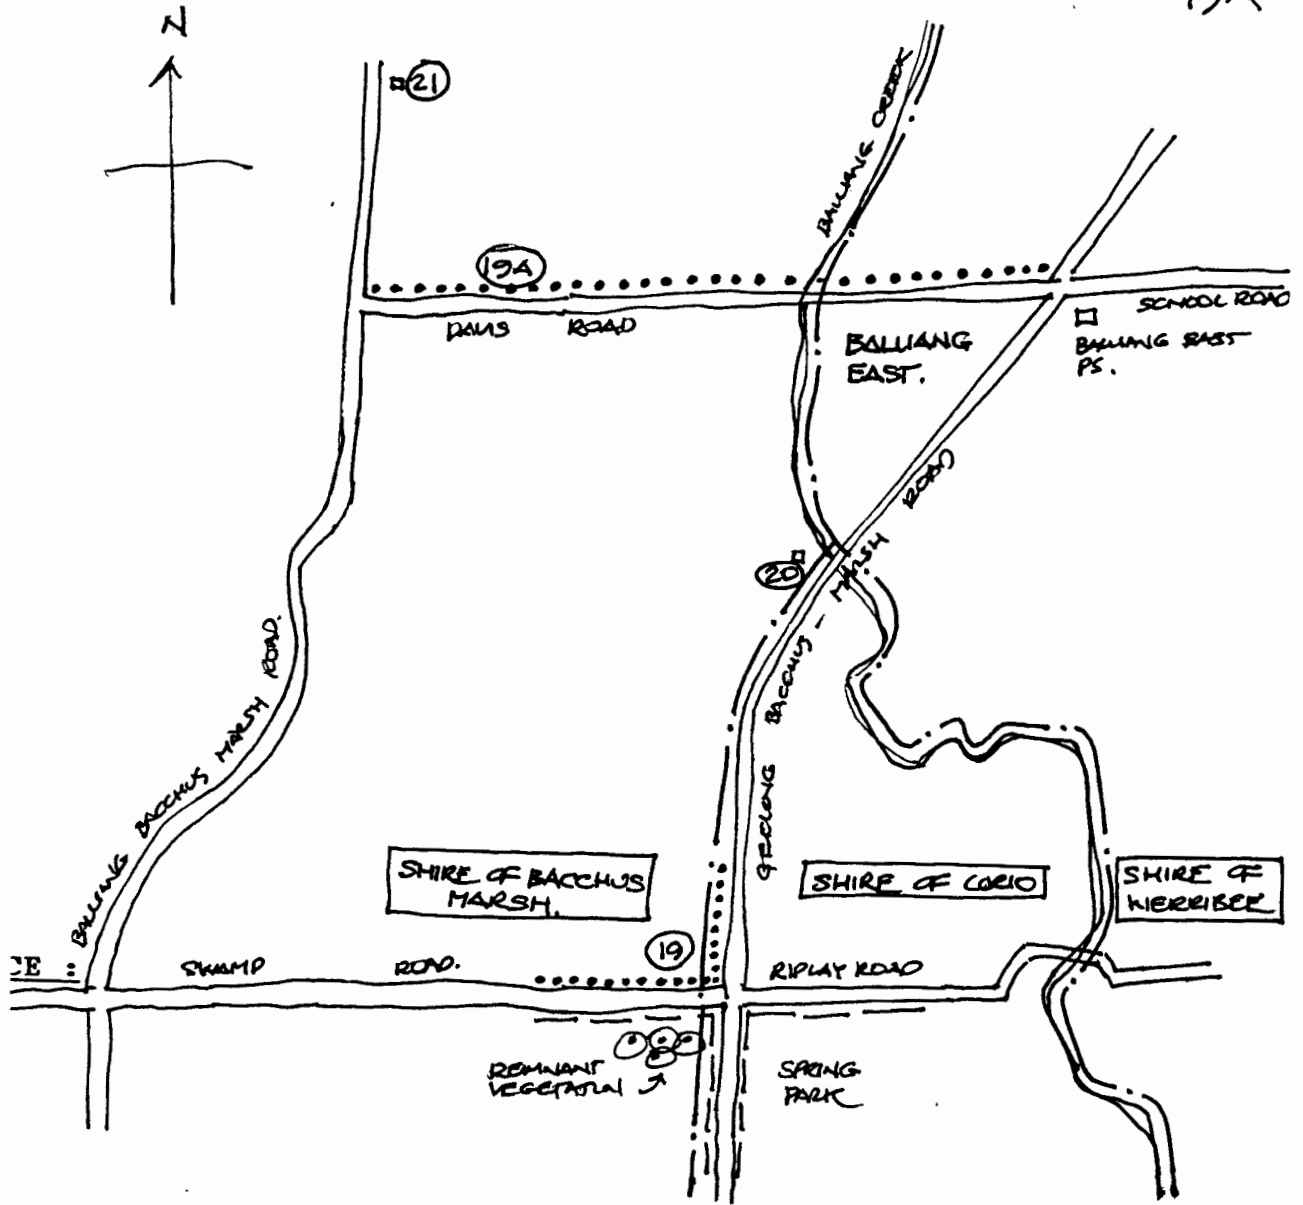 N
21
BALLIANG CREEK
19A
DAVIS ROAD
SCHOOL ROAD
BALLIANG EAST
PS.
BALLIANG
EAST.
20
GEELONG BACCHUS - MARSH ROAD
BALLIANG BACCHUS MARSH ROAD.
SHIRE OF BACCHUS
MARSH.
SHIRE OF CORIO
SHIRE OF
WERRIBEE
19
CE
SWAMP ROAD.
RIPLAY ROAD
REMNANT
VEGETATION
SPRING
PARK